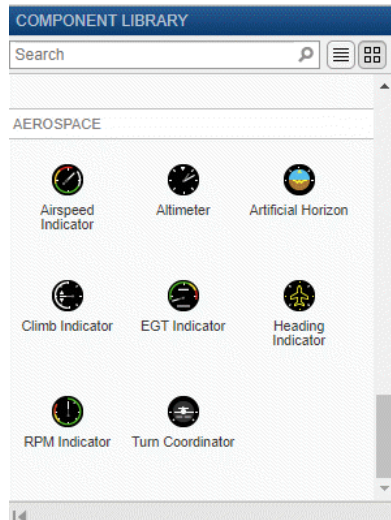 COMPONENT LIBRARY
Search
AEROSPACE
Airspeed
Indicator
Altimeter
Artificial Horizon
Climb Indicator
EGT Indicator
Heading
Indicator
RPM Indicator
Turn Coordinator